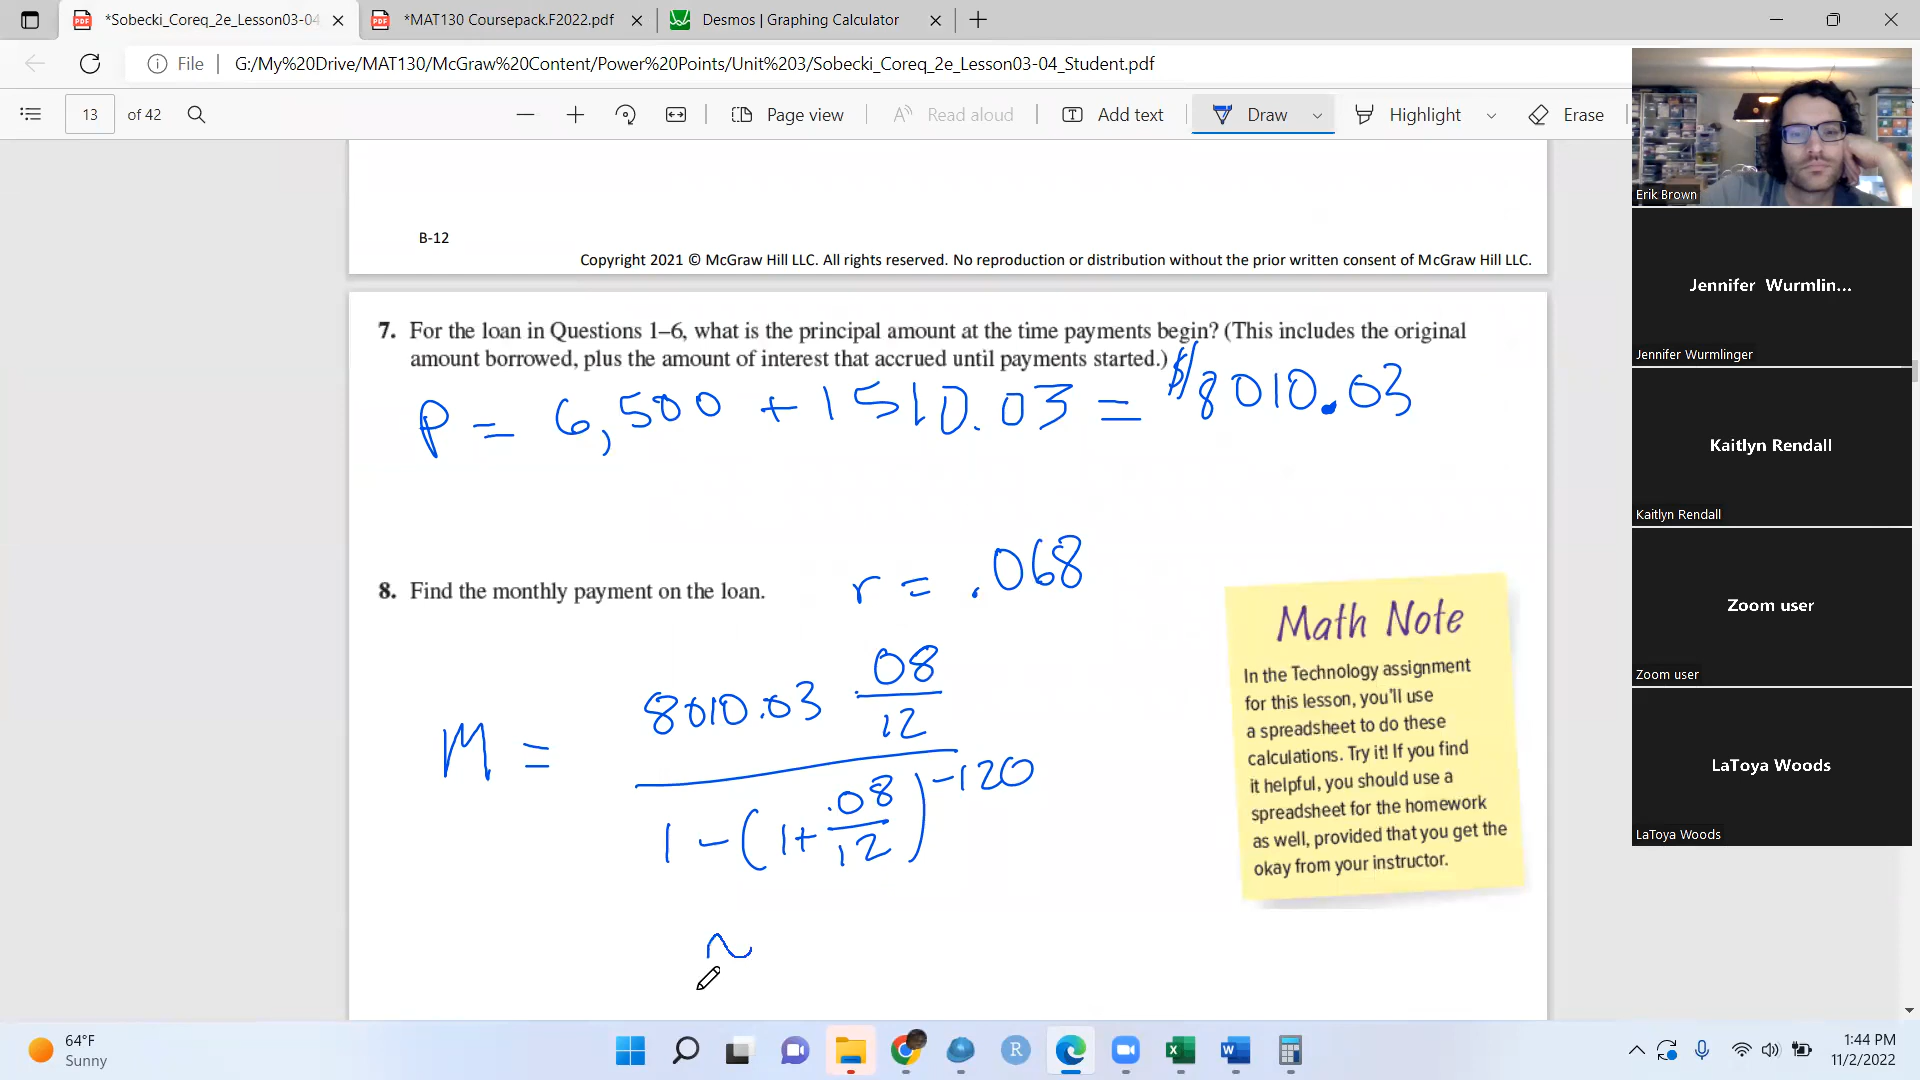 *Sobecki_Coreq_2e_Lesson03-04
*MAT130 Coursepack.F2022.pdf
Desmos | Graphing Calculator
File
G:/My%20Drive/MAT130/McGraw%20Content/Power%20Points/Unit%203/Sobecki_Coreq_2e_Lesson03-04_Student.pdf
13 of 42
Page view
Read aloud
Add text
Draw
Highlight
Erase
B-12
Copyright 2021 © McGraw Hill LLC. All rights reserved. No reproduction or distribution without the prior written consent of McGraw Hill LLC.
7. For the loan in Questions 1–6, what is the principal amount at the time payments begin? (This includes the original
amount borrowed, plus the amount of interest that accrued until payments started.)
P = 6,500 + 1510.03 = $8010.03
8. Find the monthly payment on the loan.
r = .068
M = 8010.03 .08
12
1 - (1 + .08
12)^-120
~
Math Note
In the Technology assignment
for this lesson, you'll use
a spreadsheet to do these
calculations. Try it! If you find
it helpful, you should use a
spreadsheet for the homework
as well, provided that you get the
okay from your instructor.
Erik Brown
Jennifer Wurmlin...
Jennifer Wurmlinger
Kaitlyn Rendall
Kaitlyn Rendall
Zoom user
Zoom user
LaToya Woods
LaToya Woods
64°F
Sunny
1:44 PM
11/2/2022